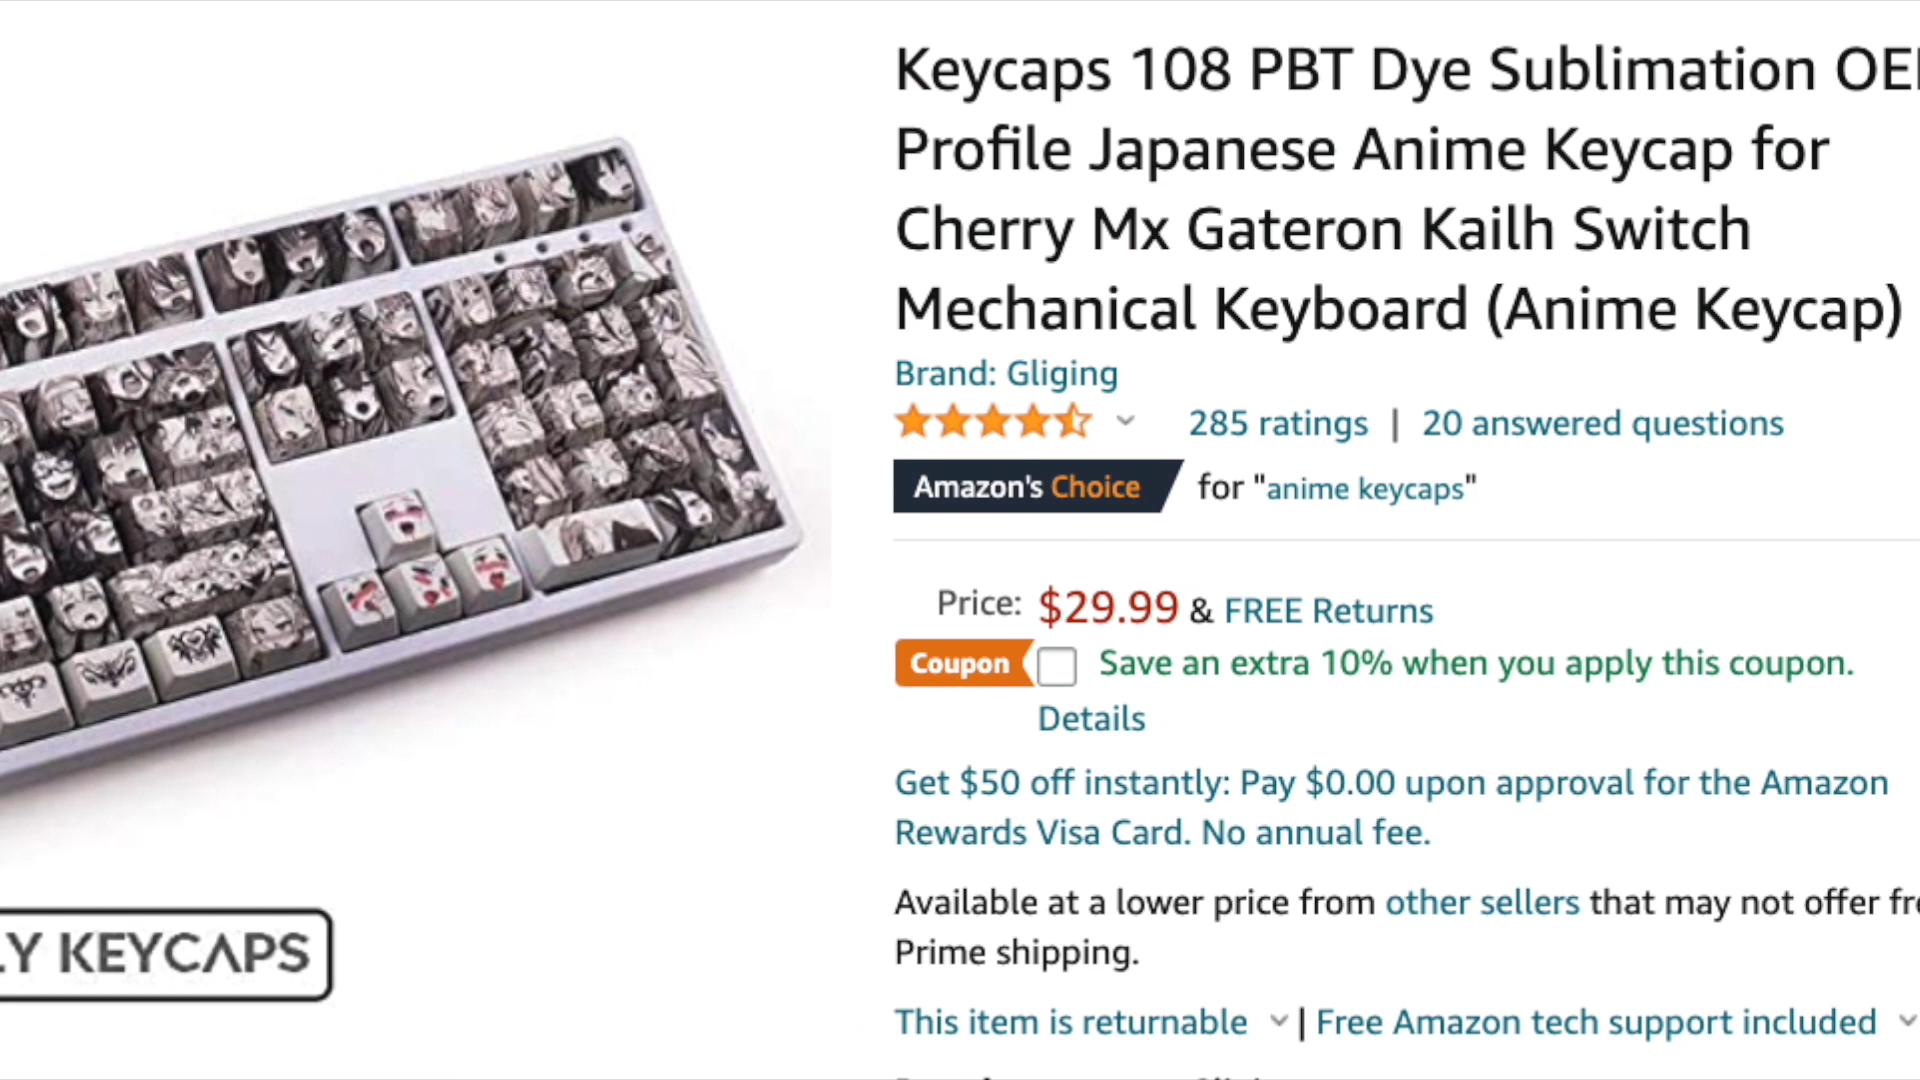 Keycaps 108 PBT Dye Sublimation OE
Profile Japanese Anime Keycap for
Cherry Mx Gateron Kailh Switch
Mechanical Keyboard (Anime Keycap)
Brand: Gliging
285 ratings | 20 answered questions
Amazon's Choice for "anime keycaps"
Price: $29.99 & FREE Returns
Coupon Save an extra 10% when you apply this coupon.
Details
Get $50 off instantly: Pay $0.00 upon approval for the Amazon
Rewards Visa Card. No annual fee.
Available at a lower price from other sellers that may not offer fre
Prime shipping.
This item is returnable | Free Amazon tech support included
LY KEYCAPS